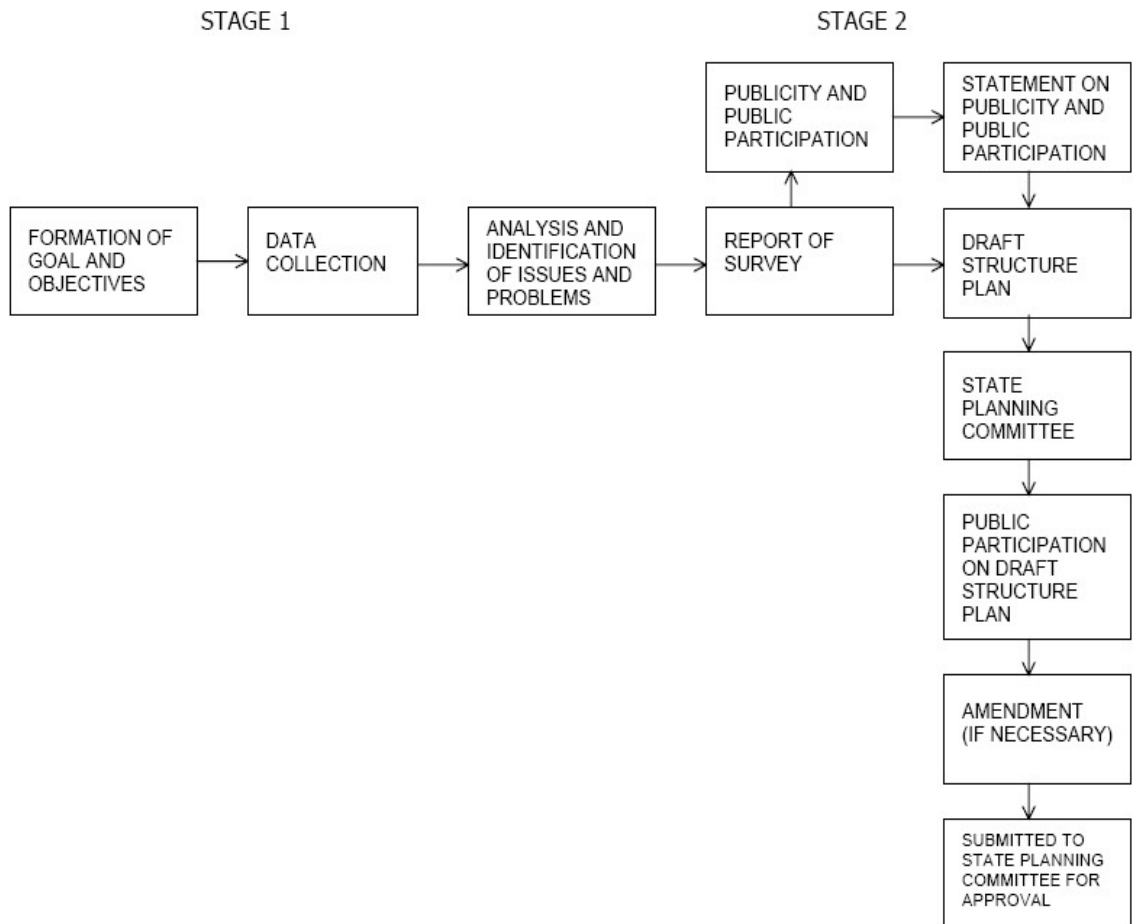 STAGE 1
STAGE 2
PUBLICITY AND
PUBLIC
PARTICIPATION
STATEMENT ON
PUBLICITY AND
PUBLIC
PARTICIPATION
FORMATION OF
GOAL AND
OBJECTIVES
DATA
COLLECTION
ANALYSIS AND
IDENTIFICATION
OF ISSUES AND
PROBLEMS
REPORT OF
SURVEY
DRAFT
STRUCTURE
PLAN
STATE
PLANNING
COMMITTEE
PUBLIC
PARTICIPATION
ON DRAFT
STRUCTURE
PLAN
AMENDMENT
(IF NECESSARY)
SUBMITTED TO
STATE PLANNING
COMMITTEE FOR
APPROVAL